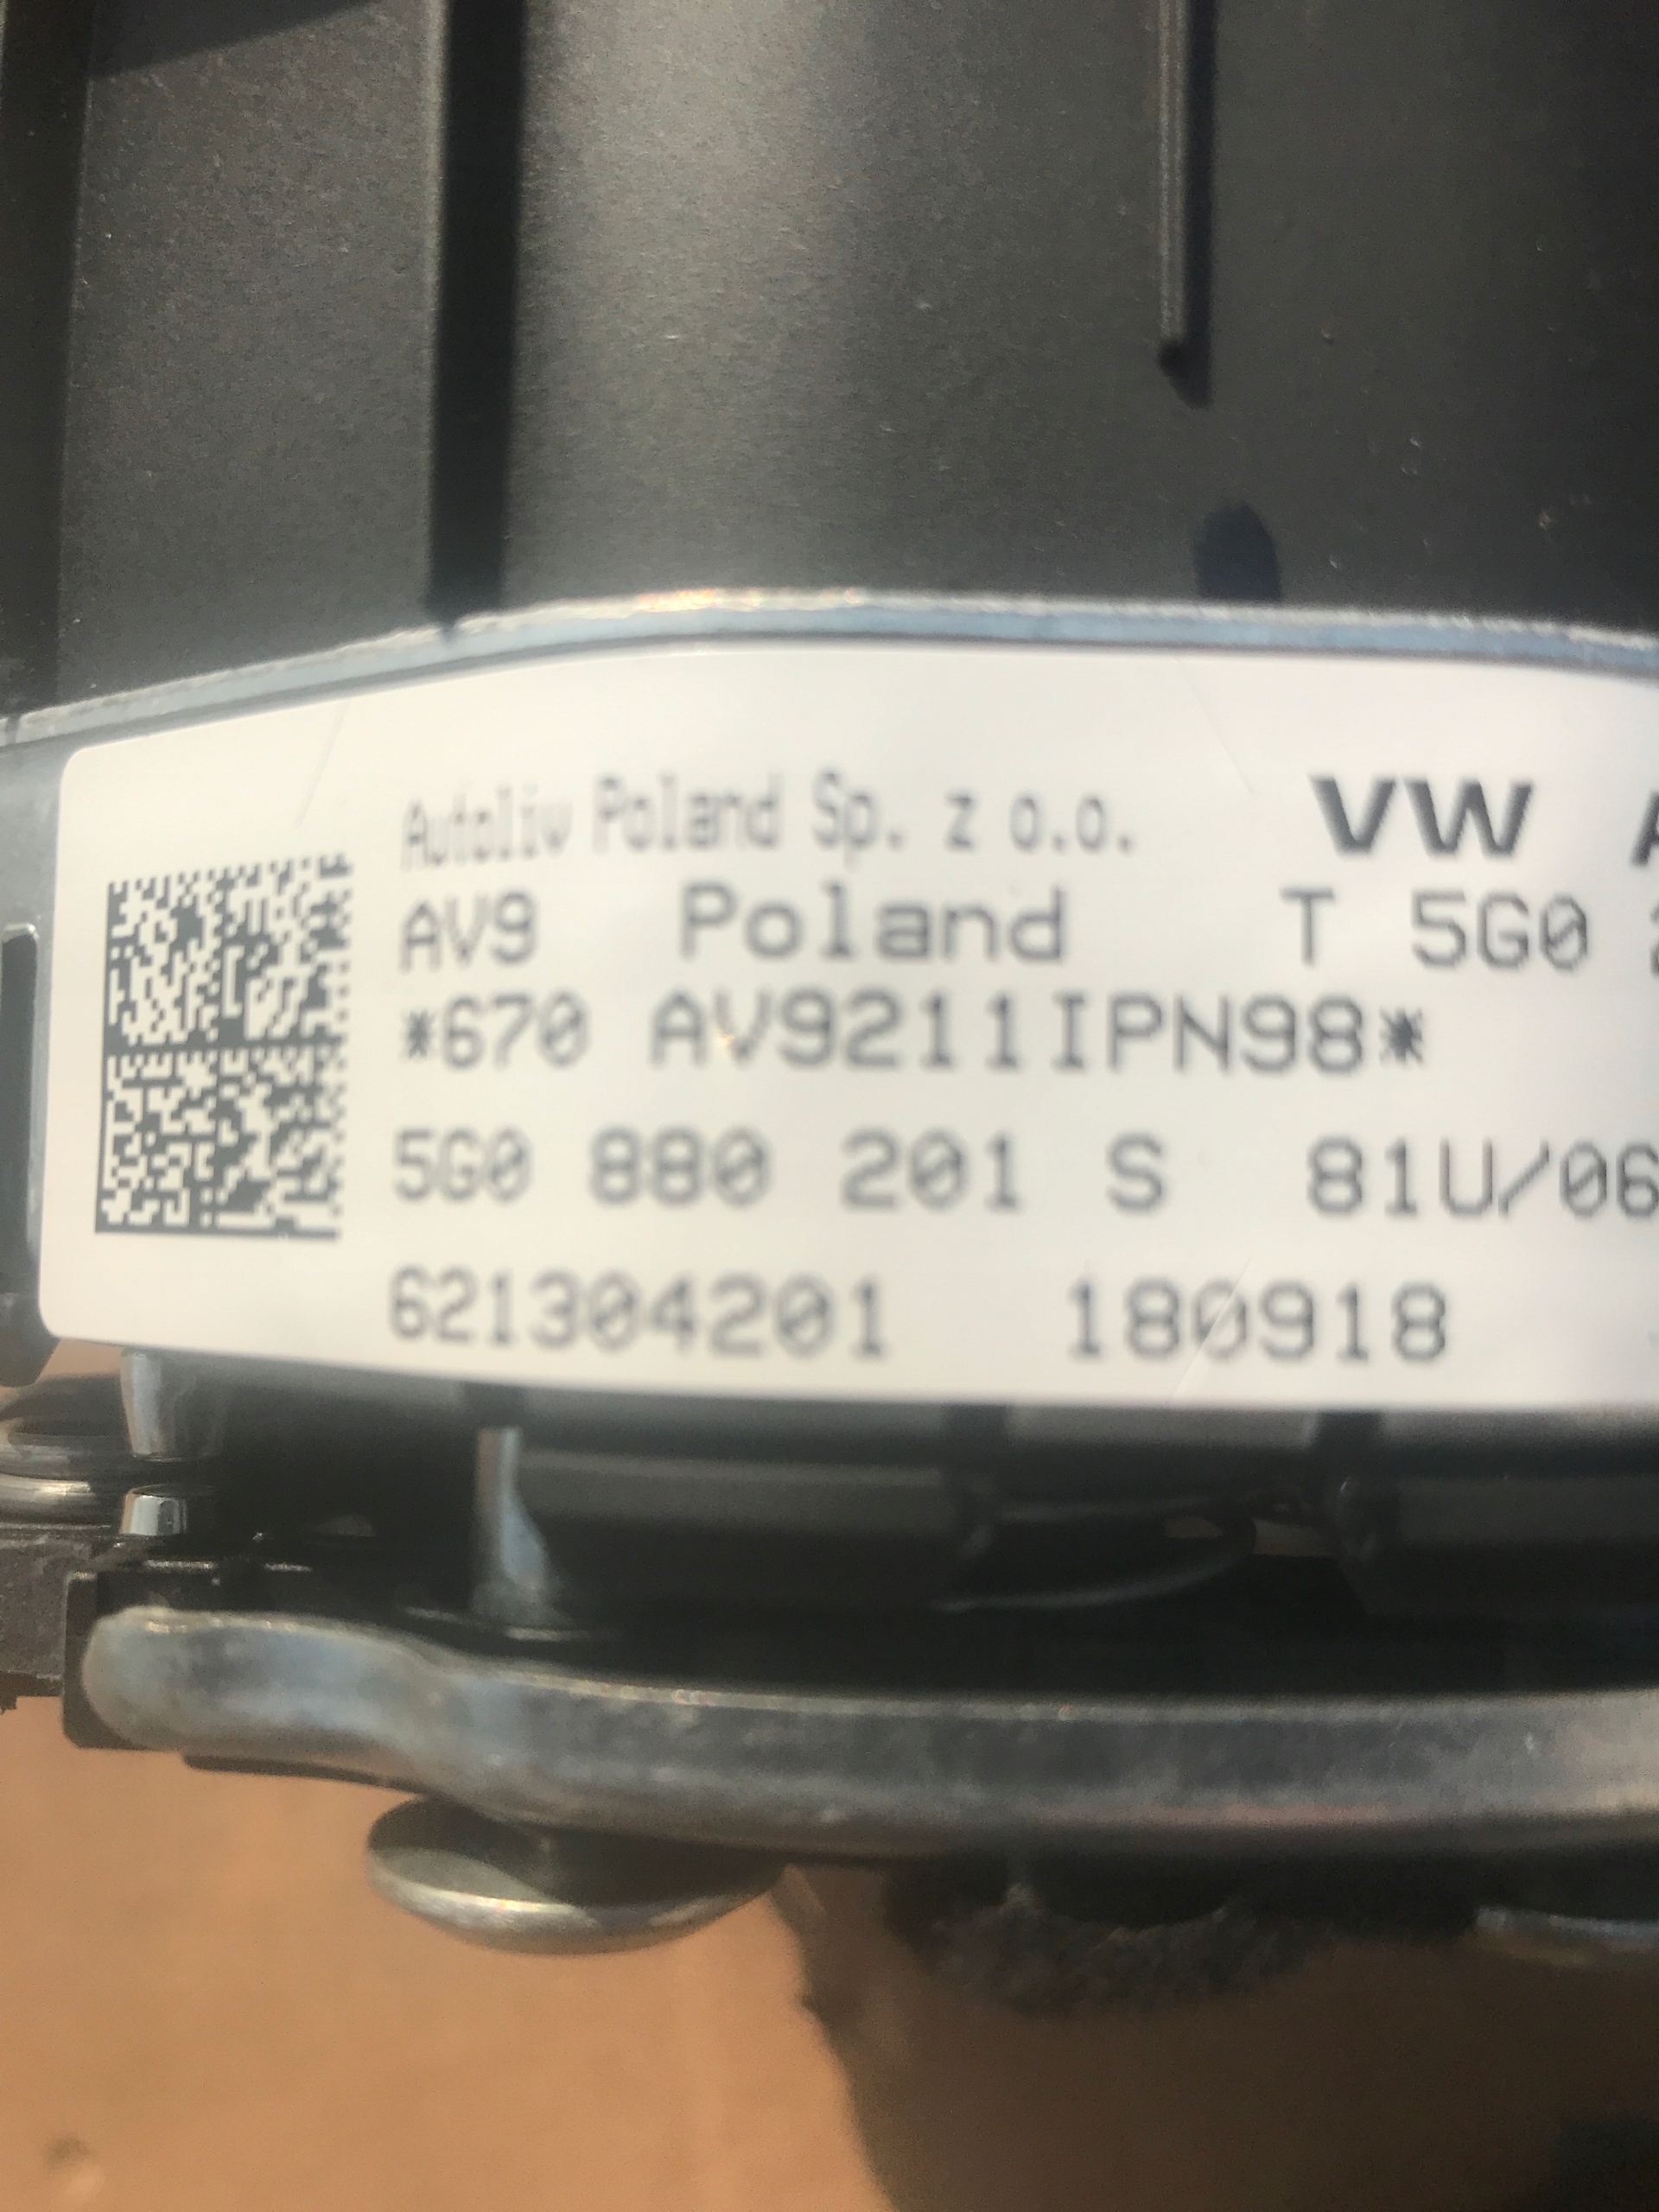 Autoliv Poland Sp. z o.o. VW
AV9 Poland T 5G0
*670 AV9211IPN98*
5G0 880 201 S 81U/06
621304201 180918